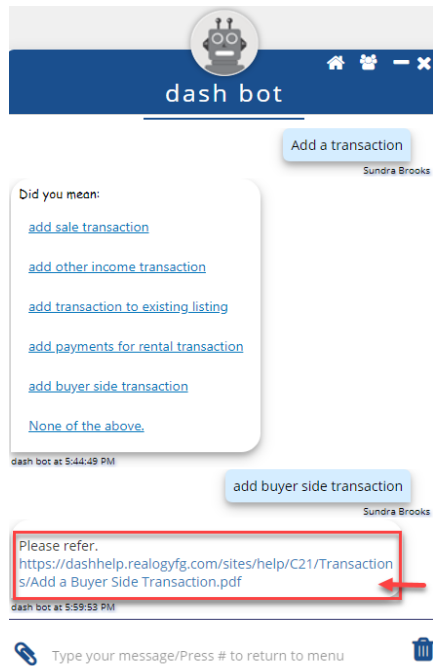 dash bot
Add a transaction
Sundra Brooks
Did you mean:
add sale transaction
add other income transaction
add transaction to existing listing
add payments for rental transaction
add buyer side transaction
None of the above.
dash bot at 5:44:49 PM
add buyer side transaction
Sundra Brooks
Please refer.
https://dashhelp.realogyfg.com/sites/help/C21/Transaction
s/Add a Buyer Side Transaction.pdf
dash bot at 5:59:53 PM
Type your message/Press # to return to menu